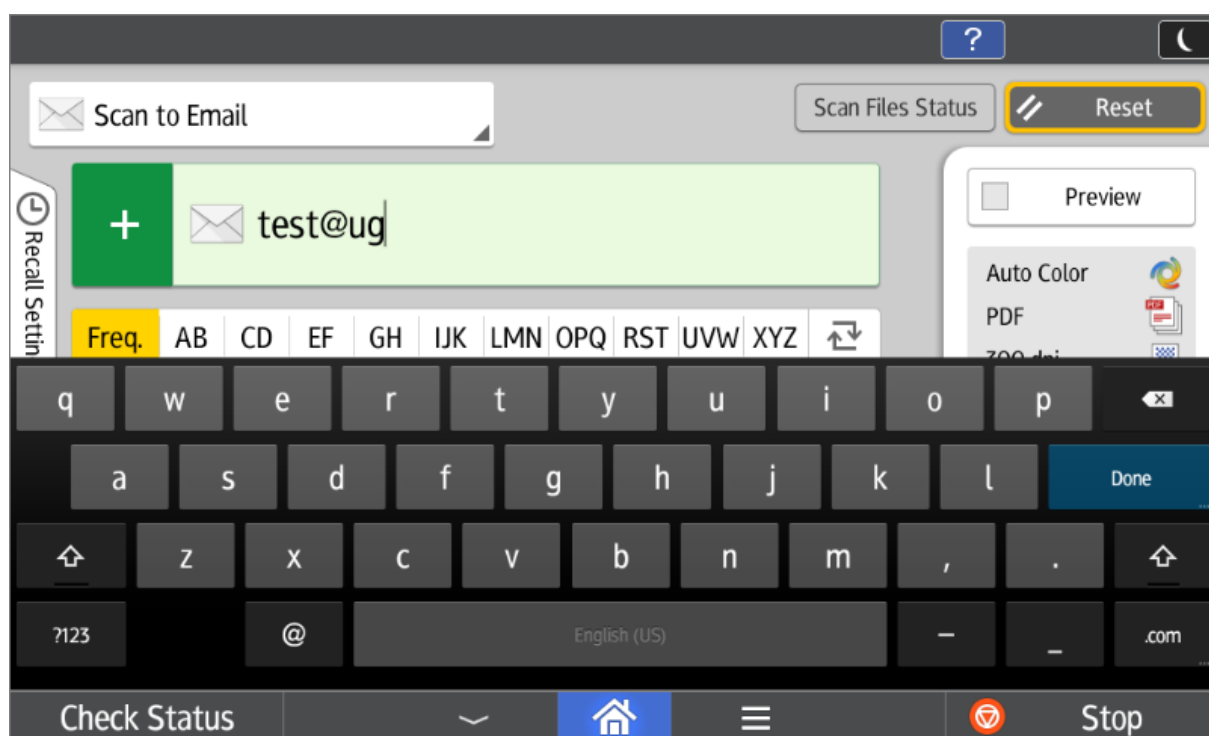 ?
Scan to Email
Scan Files Status
Reset
+
test@ug
Preview
Recall Settin
Auto Color
PDF
Freq. AB CD EF GH IJK LMN OPQ RST UVW XYZ
q w e r t y u i o p
a s d f g h j k l Done
z x c v b n m , .
?123 @ English (US) – _ .com
Check Status
Stop